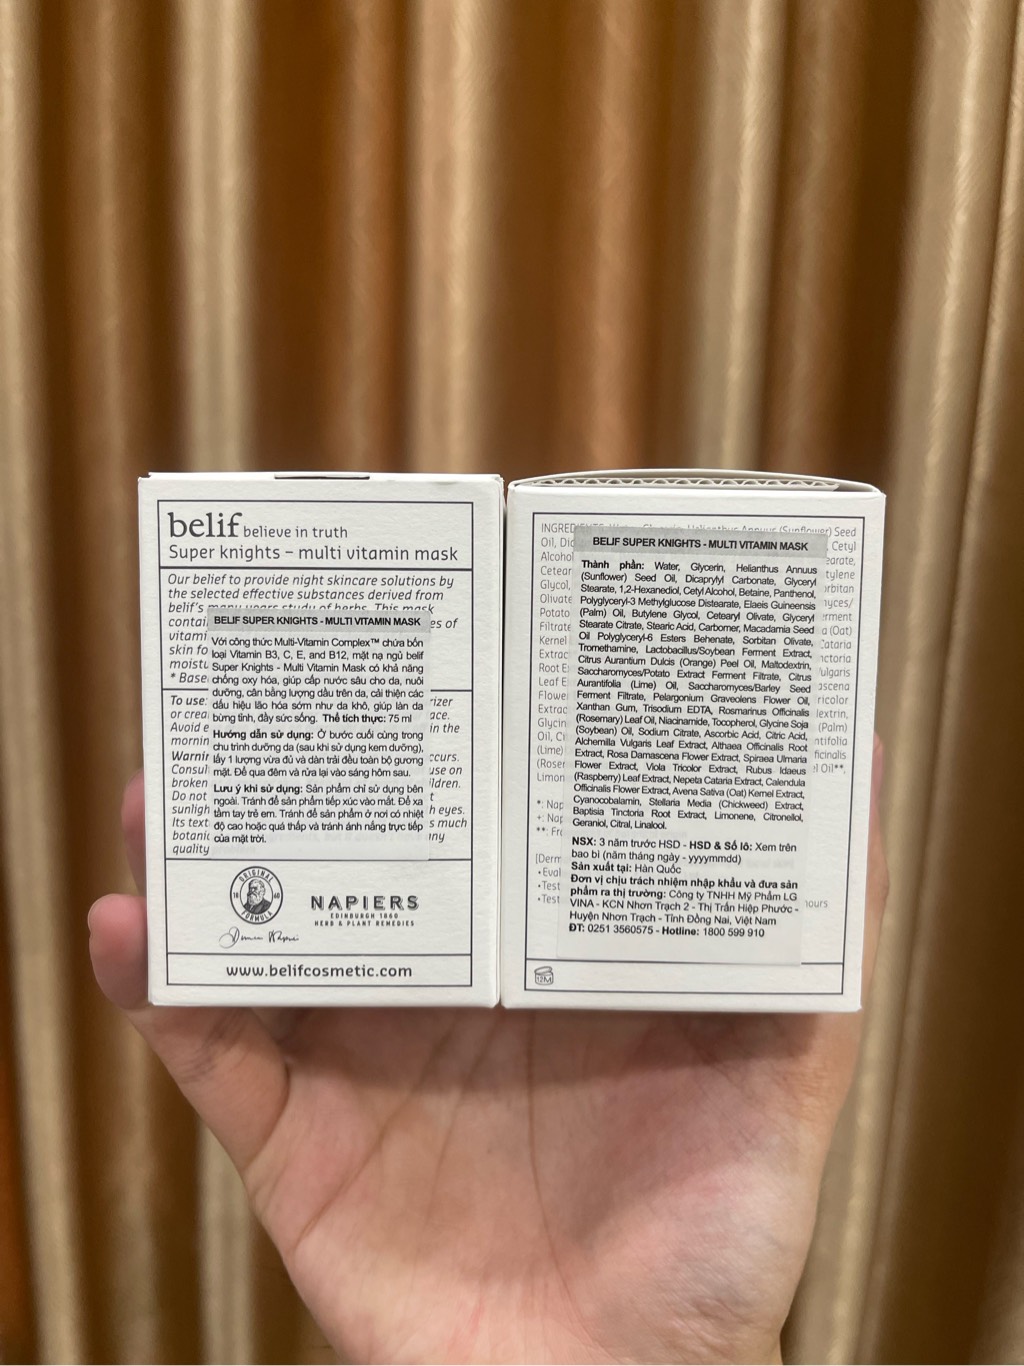 belif believe in truth
Super knights – multi vitamin mask
Our belief to provide night skincare solutions by
the selected effective substances derived from
belif's many years study of herbs. This mask
BELIF SUPER KNIGHTS - MULTI VITAMIN MASK
Với công thức Multi-Vitamin Complex™ chứa bốn
loại Vitamin B3, C, E, and B12, mặt nạ ngủ belif
Super Knights - Multi Vitamin Mask có khả năng
chống oxy hóa, giúp cấp nước sâu cho da, nuôi
dưỡng, cân bằng lượng dầu trên da, cải thiện các
dấu hiệu lão hóa sớm như da khô, giúp làn da
bừng tỉnh, đầy sức sống. Thể tích thực: 75 ml
Hướng dẫn sử dụng: Ở bước cuối cùng trong
chu trình dưỡng da (sau khi sử dụng kem dưỡng),
lấy 1 lượng vừa đủ và dàn trải đều toàn bộ gương
mặt. Để qua đêm và rửa lại vào sáng hôm sau.
Lưu ý khi sử dụng: Sản phẩm chỉ sử dụng bên
ngoài. Tránh để sản phẩm tiếp xúc vào mắt. Để xa
tầm tay trẻ em. Tránh để sản phẩm ở nơi có nhiệt
độ cao hoặc quá thấp và tránh ánh nắng trực tiếp
của mặt trời.
To use
Avoid e
Do not
quality
ORIGINAL
FORMULA
18 60
NAPIERS
EDINBURGH 1860
HERB & PLANT REMEDIES
www.belifcosmetic.com
BELIF SUPER KNIGHTS - MULTI VITAMIN MASK
Thành phần: Water, Glycerin, Helianthus Annuus
(Sunflower) Seed Oil, Dicaprylyl Carbonate, Glyceryl
Stearate, 1,2-Hexanediol, Cetyl Alcohol, Betaine, Panthenol,
Polyglyceryl-3 Methylglucose Distearate, Elaeis Guineensis
(Palm) Oil, Butylene Glycol, Cetearyl Olivate, Glyceryl
Stearate Citrate, Stearic Acid, Carbomer, Macadamia Seed
Oil Polyglyceryl-6 Esters Behenate, Sorbitan Olivate,
Tromethamine, Lactobacillus/Soybean Ferment Extract,
Citrus Aurantium Dulcis (Orange) Peel Oil, Maltodextrin,
Saccharomyces/Potato Extract Ferment Filtrate, Citrus
Aurantifolia (Lime) Oil, Saccharomyces/Barley Seed
Ferment Filtrate, Pelargonium Graveolens Flower Oil,
Xanthan Gum, Trisodium EDTA, Rosmarinus Officinalis
(Rosemary) Leaf Oil, Niacinamide, Tocopherol, Glycine Soja
(Soybean) Oil, Sodium Citrate, Ascorbic Acid, Citric Acid,
Alchemilla Vulgaris Leaf Extract, Althaea Officinalis Root
Extract, Rosa Damascena Flower Extract, Spiraea Ulmaria
Flower Extract, Viola Tricolor Extract, Rubus Idaeus
(Raspberry) Leaf Extract, Nepeta Cataria Extract, Calendula
Officinalis Flower Extract, Avena Sativa (Oat) Kernel Extract,
Cyanocobalamin, Stellaria Media (Chickweed) Extract,
Baptisia Tinctoria Root Extract, Limonene, Citronellol,
Geraniol, Citral, Linalool.
NSX: 3 năm trước HSD - HSD & Số lô: Xem trên
bao bì (năm tháng ngày - yyyymmdd)
Sản xuất tại: Hàn Quốc
Đơn vị chịu trách nhiệm nhập khẩu và đưa sản
phẩm ra thị trường: Công ty TNHH Mỹ Phẩm LG
VINA - KCN Nhơn Trạch 2 - Thị Trấn Hiệp Phước -
Huyện Nhơn Trạch - Tỉnh Đồng Nai, Việt Nam
ĐT: 0251 3560575 - Hotline: 1800 599 910
12M